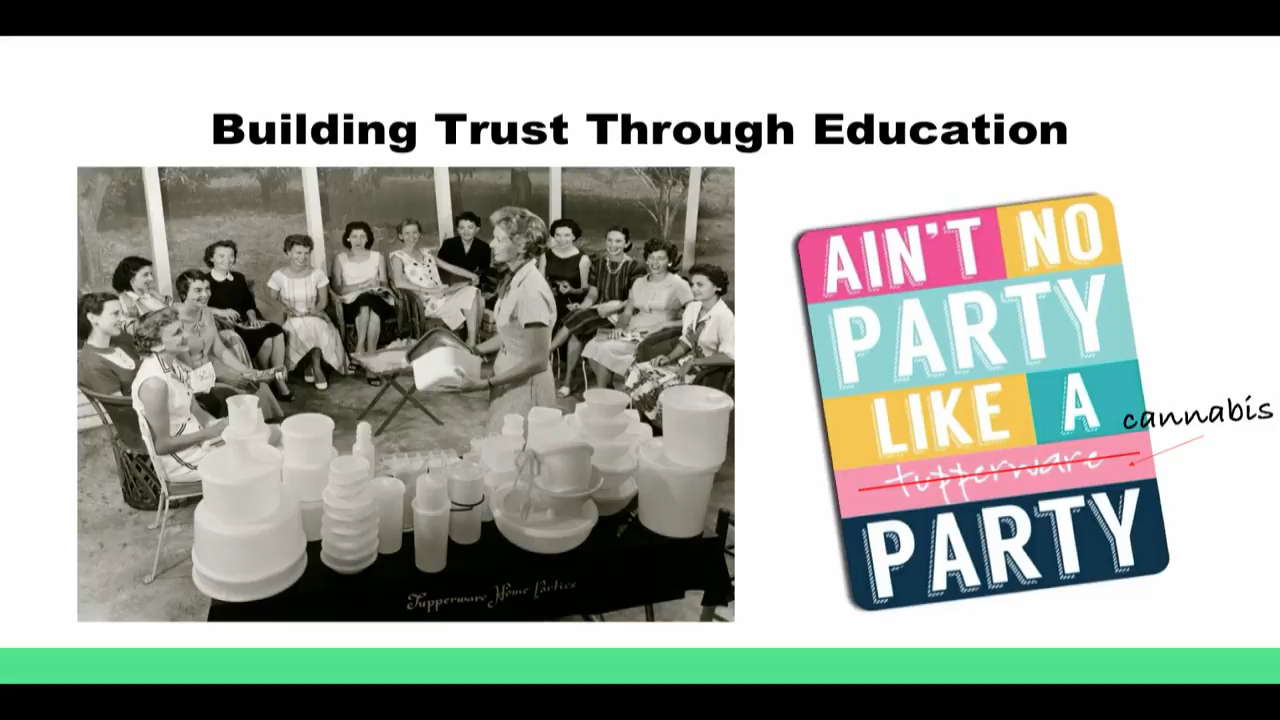 Building Trust Through Education
Tupperware Home Parties
AIN'T NO
PARTY
LIKE A
cannabis
tupperware
PARTY